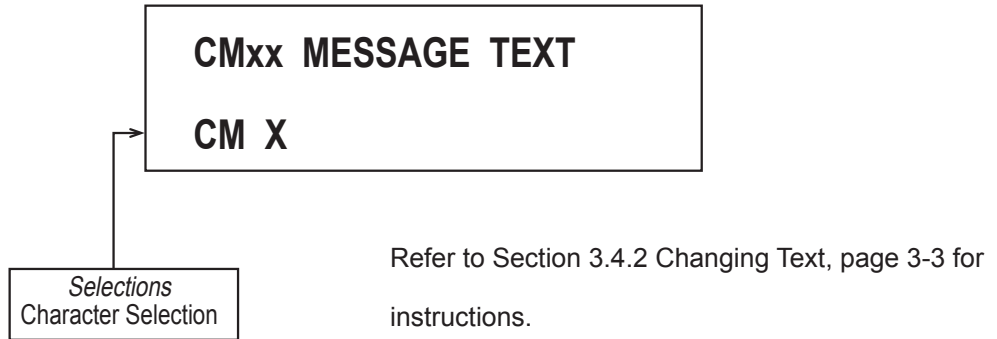 CMxx MESSAGE TEXT
CM X
Selections
Character Selection
Refer to Section 3.4.2 Changing Text, page 3-3 for
instructions.